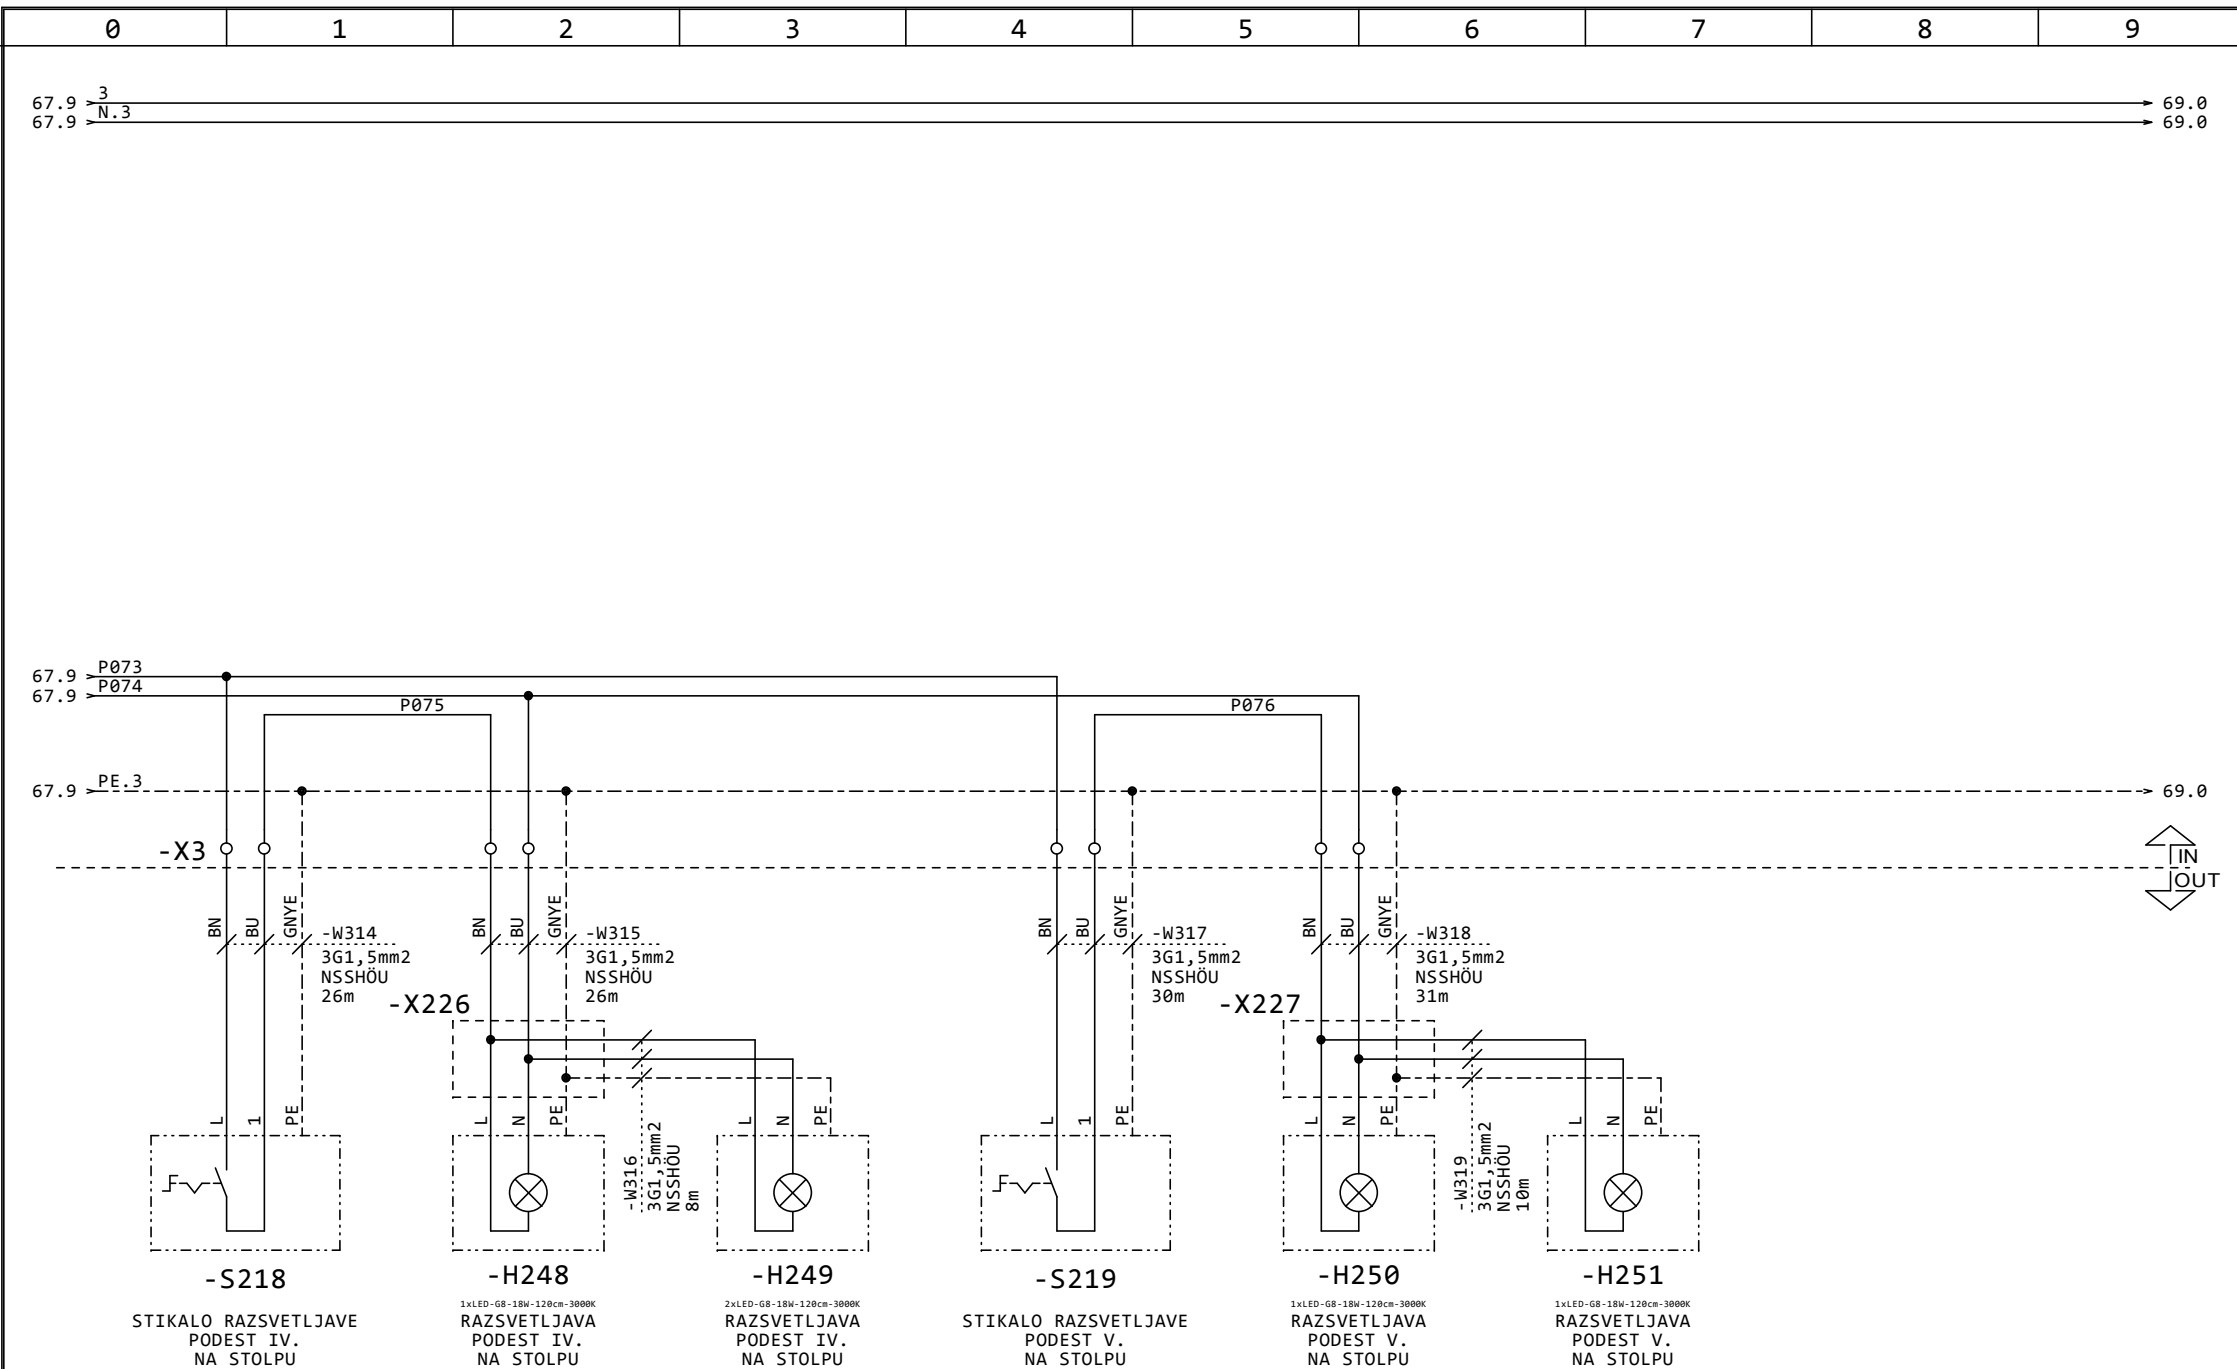 0 1 2 3 4 5 6 7 8 9
67.9 3 69.0
67.9 N.3 69.0
67.9 P073
67.9 P074
P075 P076
67.9 PE.3 69.0
-X3
IN
OUT
BN BU GNYE -W314
3G1,5mm2
NSSHÖU
26m
BN BU GNYE -W315
3G1,5mm2
NSSHÖU
26m
BN BU GNYE -W317
3G1,5mm2
NSSHÖU
30m
BN BU GNYE -W318
3G1,5mm2
NSSHÖU
31m
-X226
-X227
L 1 PE
L N PE
-W316
3G1,5mm2
NSSHÖU
8m
L N PE
L 1 PE
L N PE
-W319
3G1,5mm2
NSSHÖU
10m
L N PE
-S218
STIKALO RAZSVETLJAVE
PODEST IV.
NA STOLPU
-H248
1xLED-G8-18W-120cm-3000K
RAZSVETLJAVA
PODEST IV.
NA STOLPU
-H249
2xLED-G8-18W-120cm-3000K
RAZSVETLJAVA
PODEST IV.
NA STOLPU
-S219
STIKALO RAZSVETLJAVE
PODEST V.
NA STOLPU
-H250
1xLED-G8-18W-120cm-3000K
RAZSVETLJAVA
PODEST V.
NA STOLPU
-H251
1xLED-G8-18W-120cm-3000K
RAZSVETLJAVA
PODEST V.
NA STOLPU